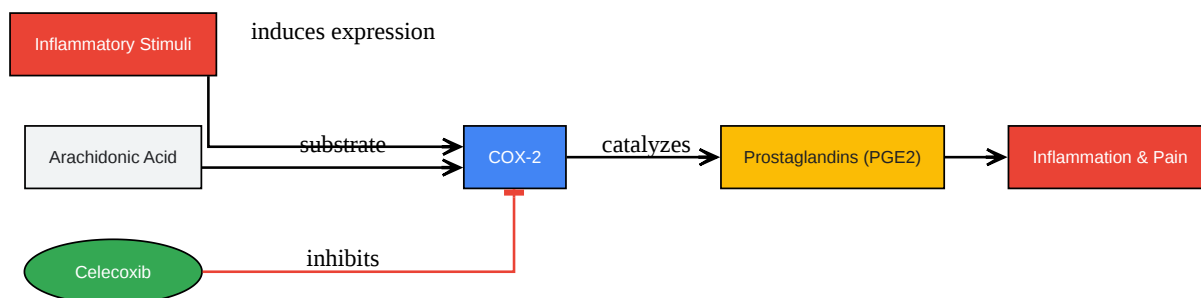 Inflammatory Stimuli
induces expression
Arachidonic Acid
substrate
COX-2
catalyzes
Prostaglandins (PGE2)
Inflammation & Pain
Celecoxib
inhibits